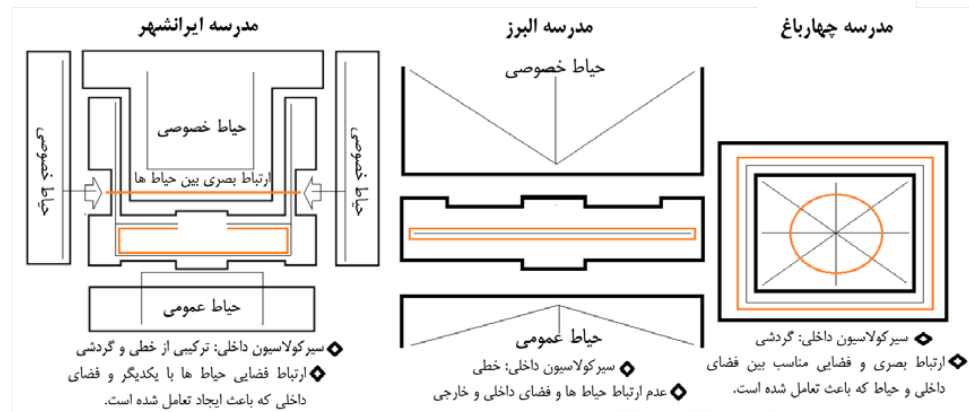 مدرسه چهارباغ
سیرکولاسیون داخلی: گردشی
ارتباط بصری و فضایی مناسب بین فضای
داخلی و حیاط که باعث تعامل شده است.
مدرسه البرز
حیاط خصوصی
حیاط عمومی
سیرکولاسیون داخلی: خطی
عدم ارتباط حیاط ها و فضای داخلی و خارجی
مدرسه ایرانشهر
حیاط خصوصی
حیاط خصوصی
حیاط خصوصی
ارتباط بصری بین حیاط ها
حیاط عمومی
سیرکولاسیون داخلی: ترکیبی از خطی و گردشی
ارتباط فضایی حیاط ها با یکدیگر و فضای
داخلی که باعث ایجاد تعامل شده است.